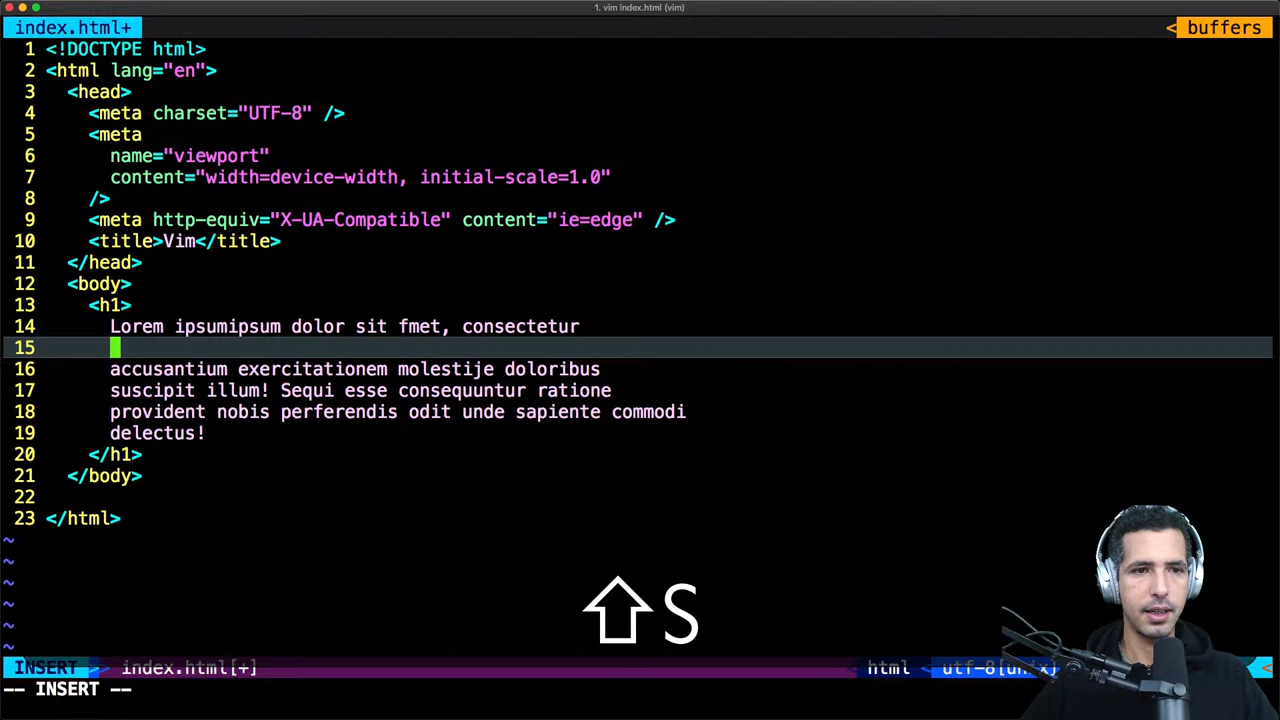 1. vim index.html (vim)
index.html+ < buffers
1 <!DOCTYPE html>
2 <html lang="en">
3 <head>
4 <meta charset="UTF-8" />
5 <meta
6 name="viewport"
7 content="width=device-width, initial-scale=1.0"
8 />
9 <meta http-equiv="X-UA-Compatible" content="ie=edge" />
10 <title>Vim</title>
11 </head>
12 <body>
13 <h1>
14 Lorem ipsumipsum dolor sit fmet, consectetur
15
16 accusantium exercitationem molestije doloribus
17 suscipit illum! Sequi esse consequuntur ratione
18 provident nobis perferendis odit unde sapiente commodi
19 delectus!
20 </h1>
21 </body>
22
23 </html>
~
~
~
~
~
~
⇧S
INSERT > index.html[+] < html < utf-8[unix] <
-- INSERT --